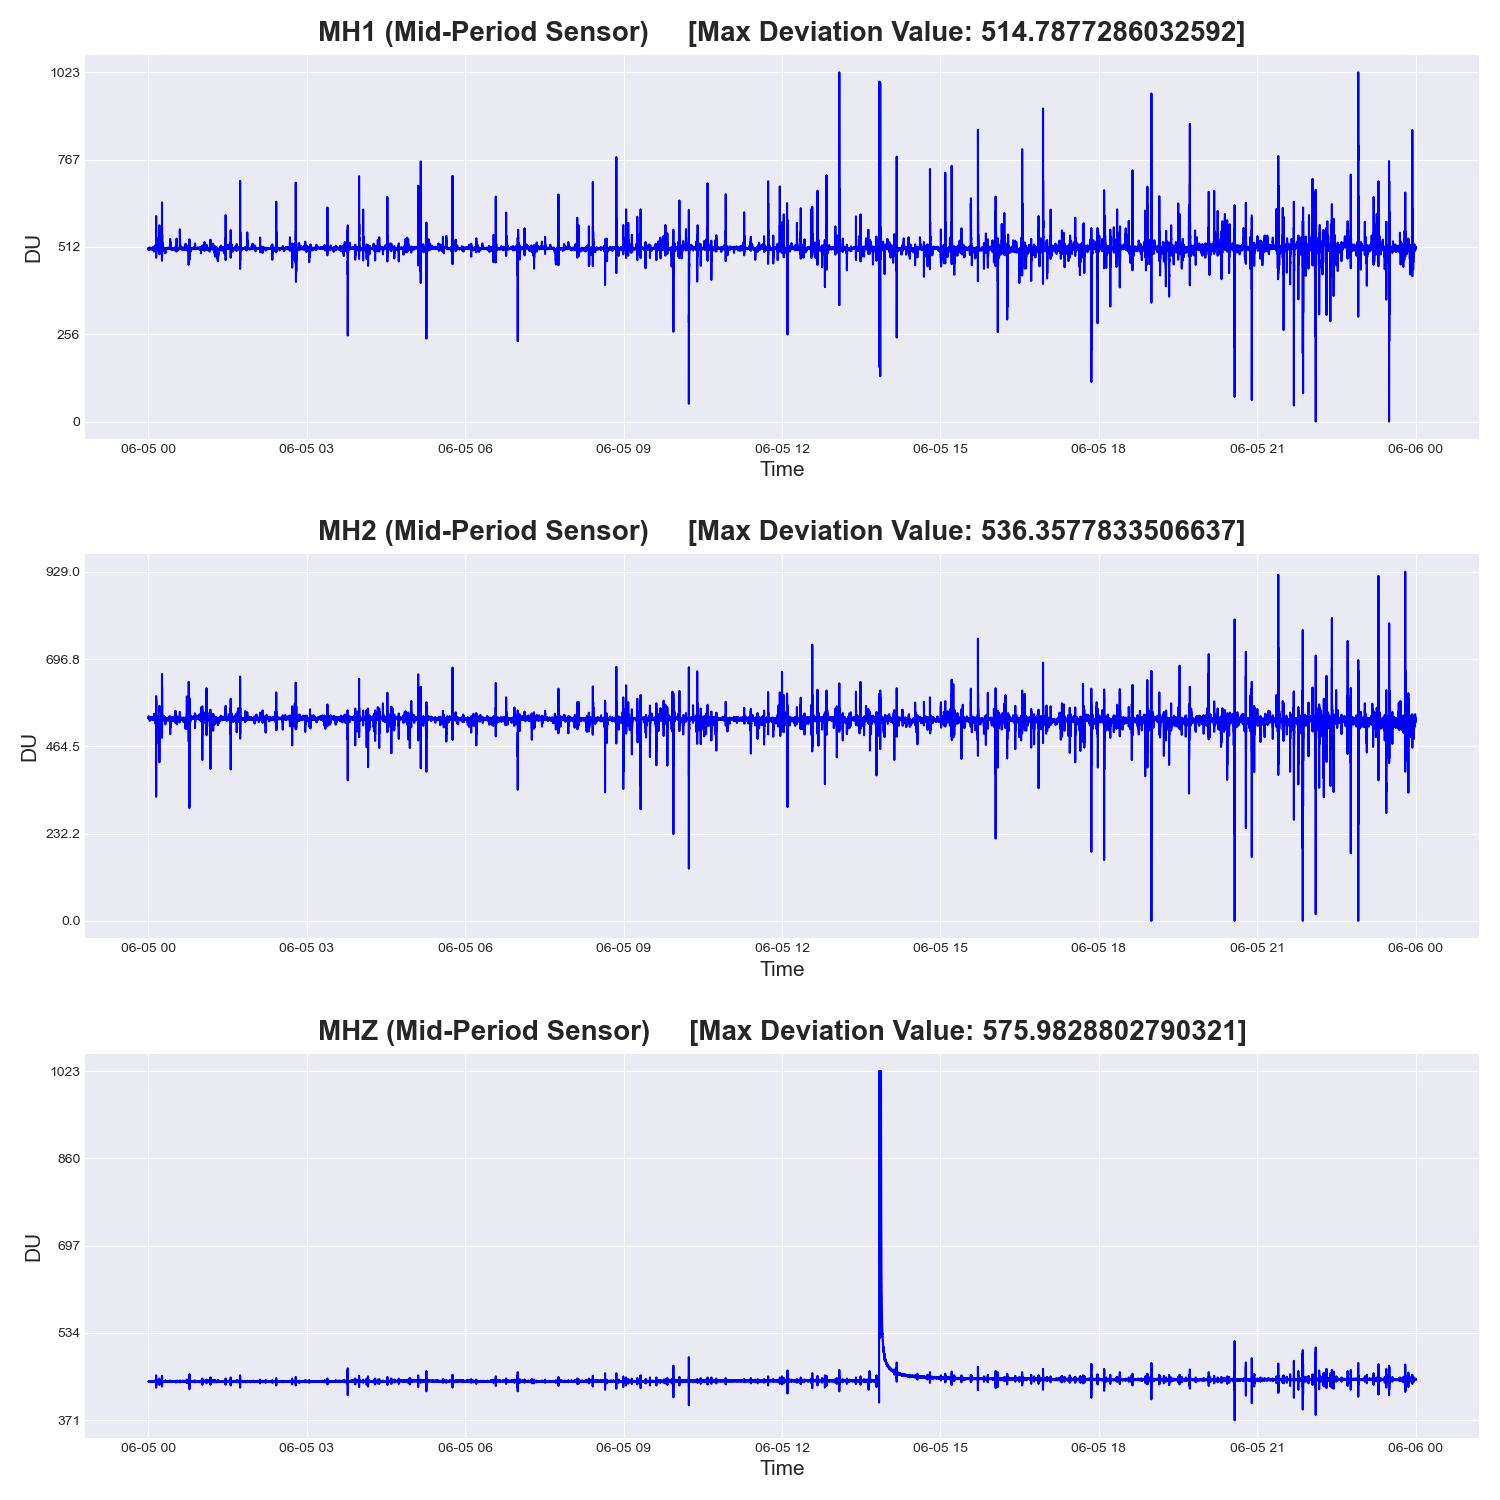 MH1 (Mid-Period Sensor)     [Max Deviation Value: 514.7877286032592]
1023
767
512
256
0
DU
06-05 00 06-05 03 06-05 06 06-05 09 06-05 12 06-05 15 06-05 18 06-05 21 06-06 00
Time
MH2 (Mid-Period Sensor)     [Max Deviation Value: 536.3577833506637]
929.0
696.8
464.5
232.2
0.0
DU
06-05 00 06-05 03 06-05 06 06-05 09 06-05 12 06-05 15 06-05 18 06-05 21 06-06 00
Time
MHZ (Mid-Period Sensor)     [Max Deviation Value: 575.9828802790321]
1023
860
697
534
371
DU
06-05 00 06-05 03 06-05 06 06-05 09 06-05 12 06-05 15 06-05 18 06-05 21 06-06 00
Time